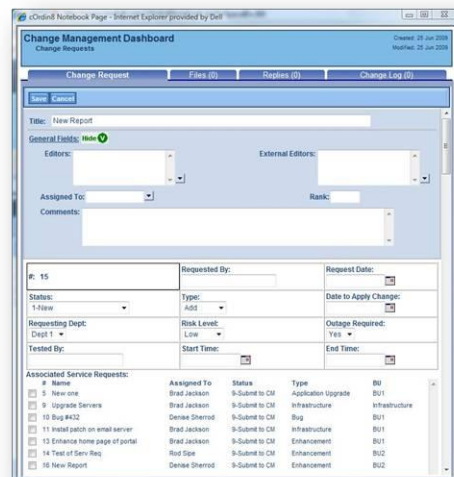 cOrdin8 Notebook Page - Internet Explorer provided by Dell
Change Management Dashboard
Change Requests
Created: 25 Jun 2009
Modified: 25 Jun 2009
Change Request Files (0) Replies (0) Change Log (0)
Save Cancel
Title: New Report
General Fields: Hide
Editors: External Editors:
Assigned To: Rank:
Comments:
#: 15 Requested By: Request Date:
Status: Type: Date to Apply Change:
1-New Add
Requesting Dept: Risk Level: Outage Required:
Dept 1 Low Yes
Tested By: Start Time: End Time:
Associated Service Requests:
# Name Assigned To Status Type BU
5 New one Brad Jackson 9-Submit to CM Application Upgrade BU1
9 Upgrade Servers Brad Jackson 9-Submit to CM Infrastructure Infrastructure
10 Bug #432 Denise Sherrod 9-Submit to CM Bug BU1
11 Install patch on email server Brad Jackson 9-Submit to CM Infrastructure BU1
13 Enhance home page of portal Brad Jackson 9-Submit to CM Enhancement BU1
14 Test of Serv Req Rod Sipe 9-Submit to CM Enhancement BU2
16 New Report Denise Sherrod 9-Submit to CM Enhancement BU2